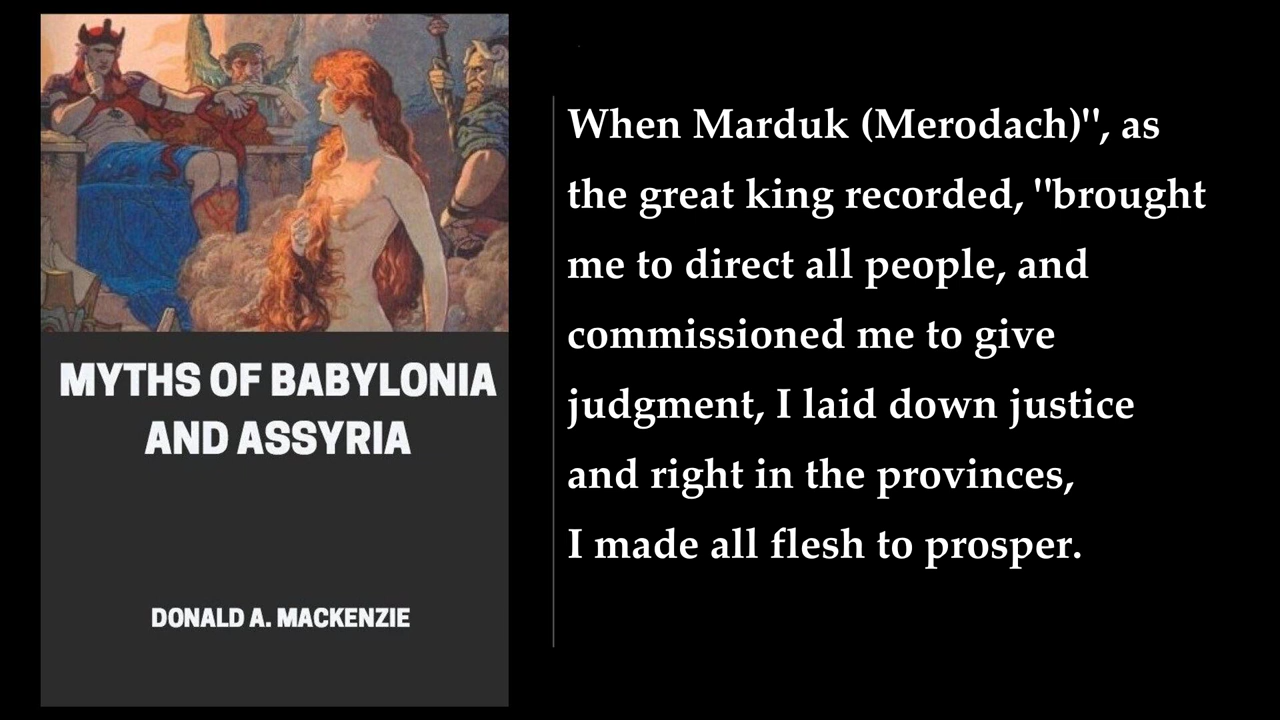 MYTHS OF BABYLONIA
AND ASSYRIA
DONALD A. MACKENZIE
When Marduk (Merodach)", as
the great king recorded, "brought
me to direct all people, and
commissioned me to give
judgment, I laid down justice
and right in the provinces,
I made all flesh to prosper.